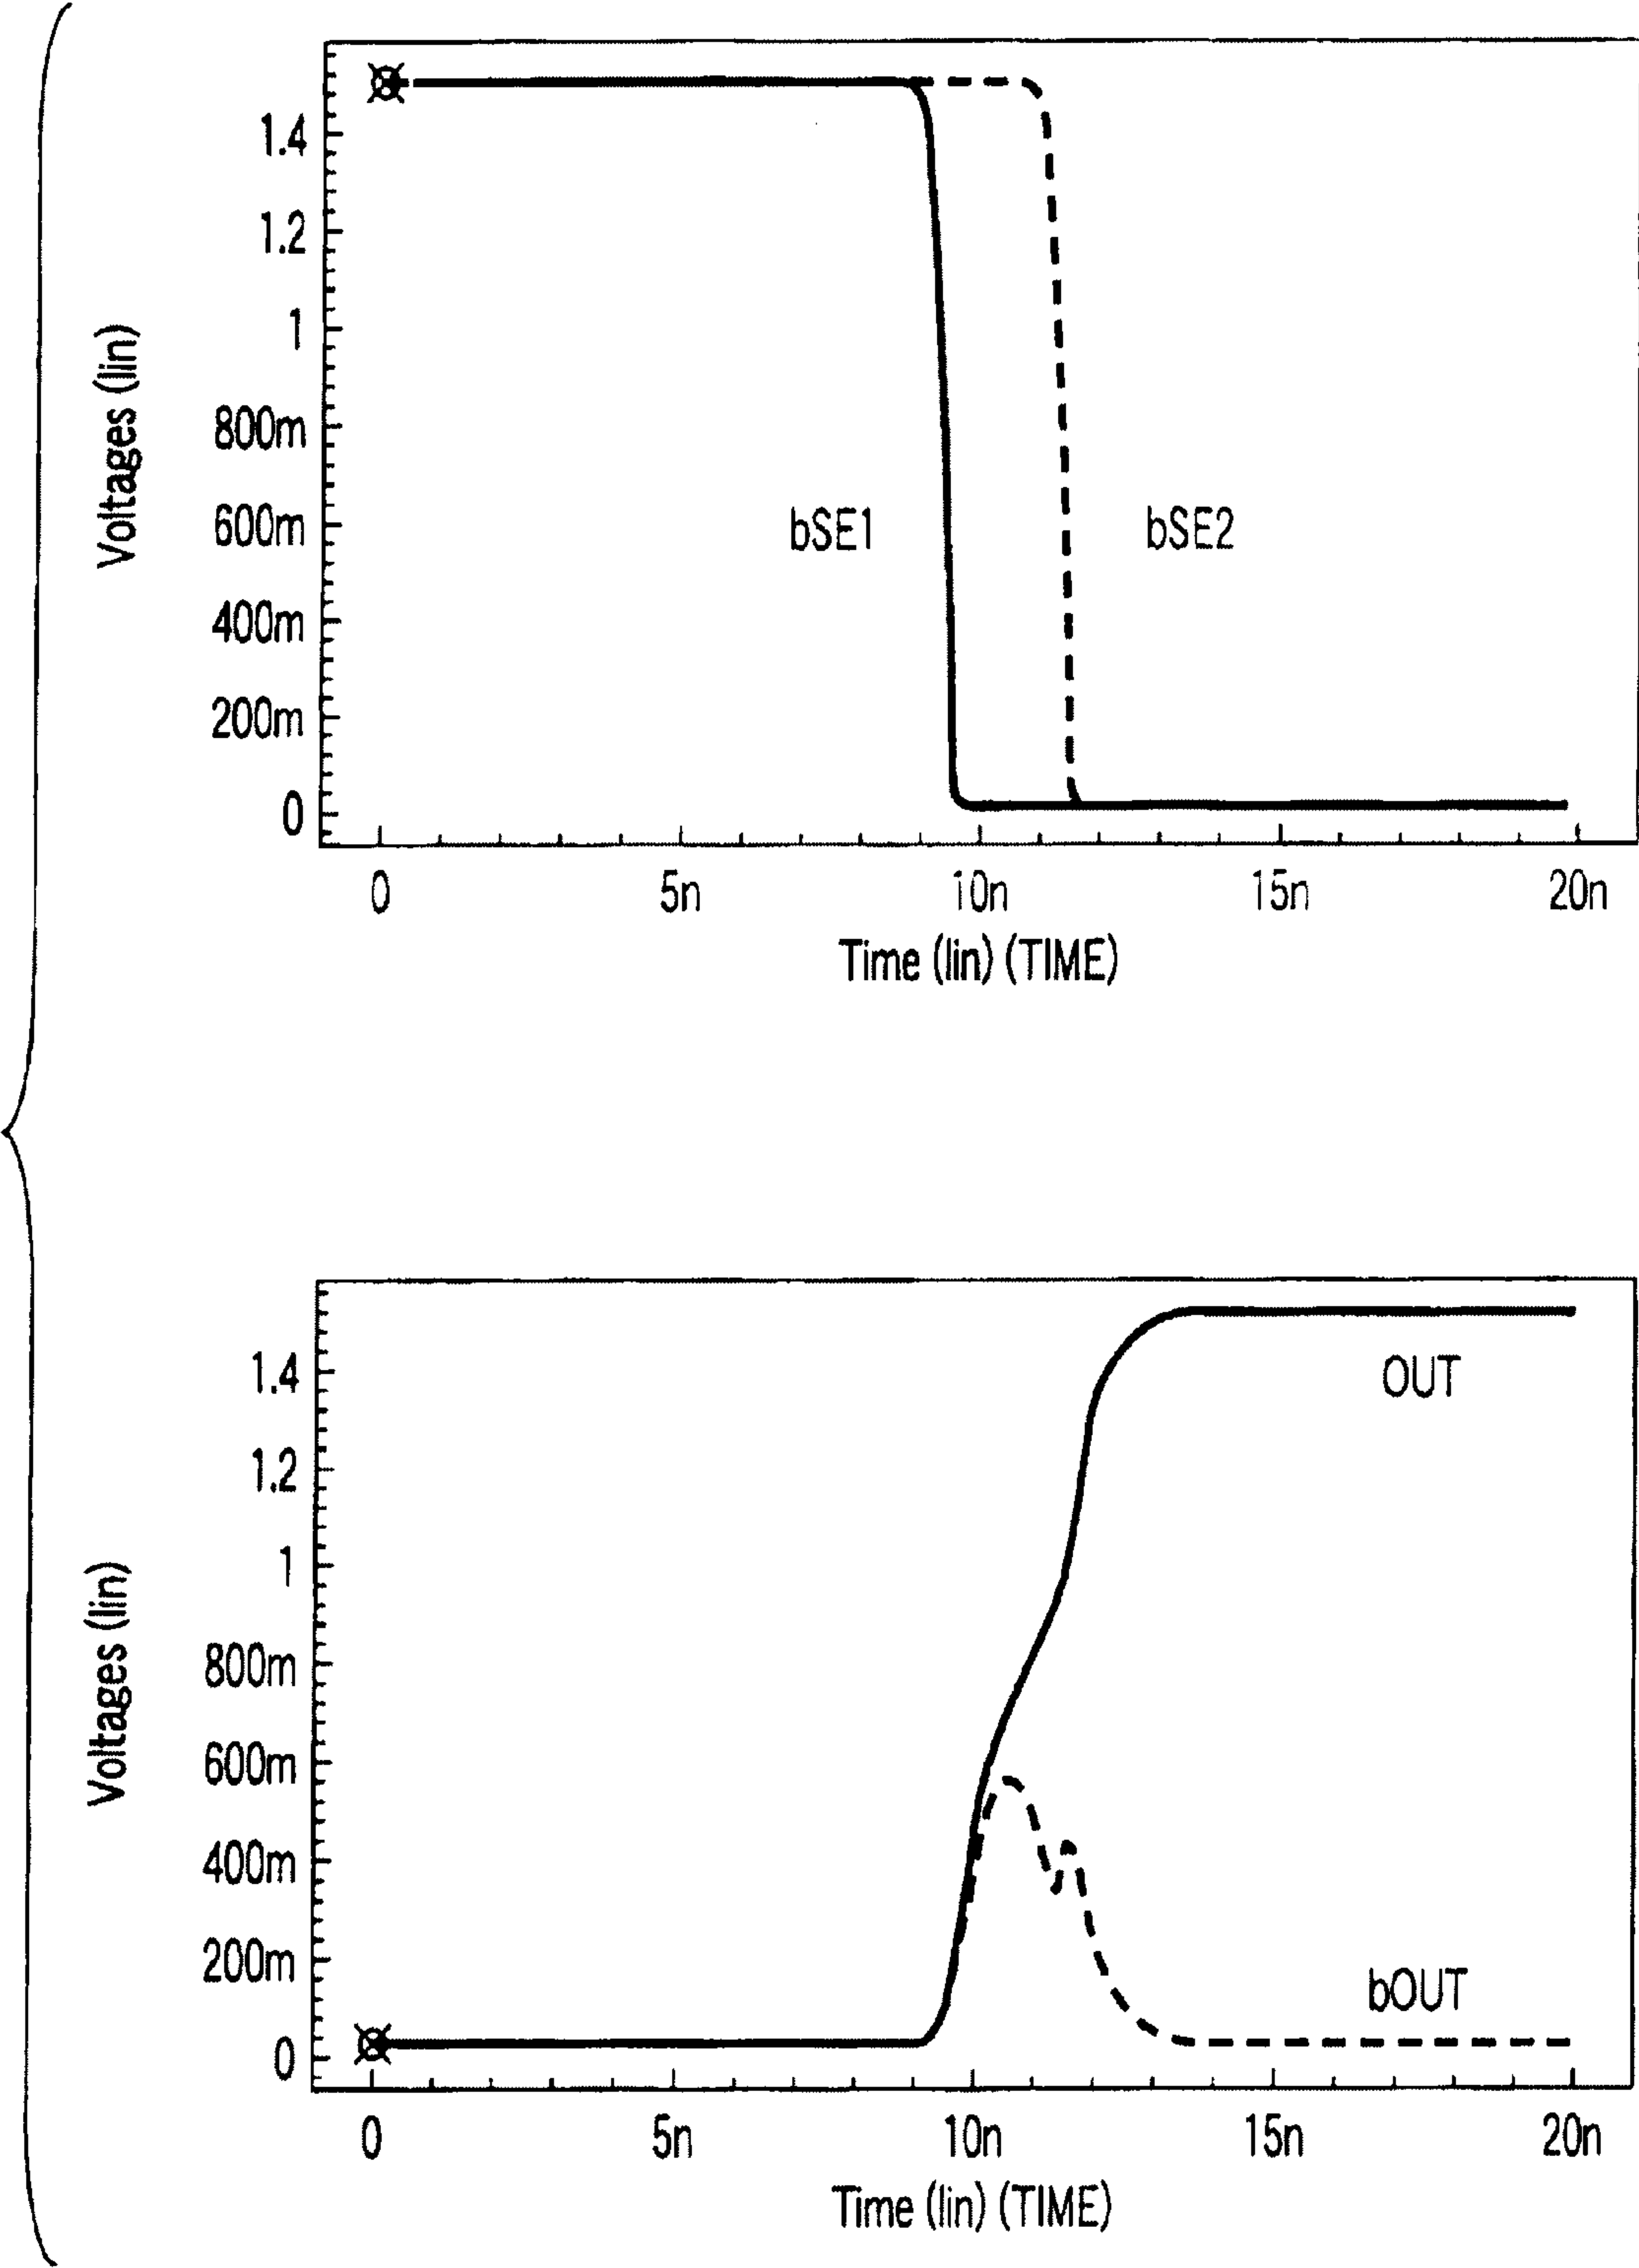 Voltages (lin)
1.4
1.2
1
800m
600m
400m
200m
0
bSE1
bSE2
0
5n
10n
15n
20n
Time (lin) (TIME)
Voltages (lin)
1.4
1.2
1
800m
600m
400m
200m
0
OUT
bOUT
0
5n
10n
15n
20n
Time (lin) (TIME)